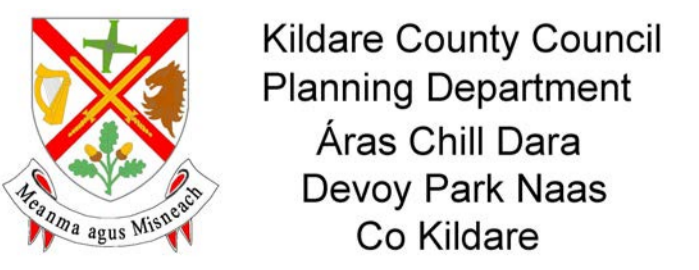 Kildare County Council
Planning Department
Áras Chill Dara
Devoy Park Naas
Co Kildare
Meanma agus Misneach